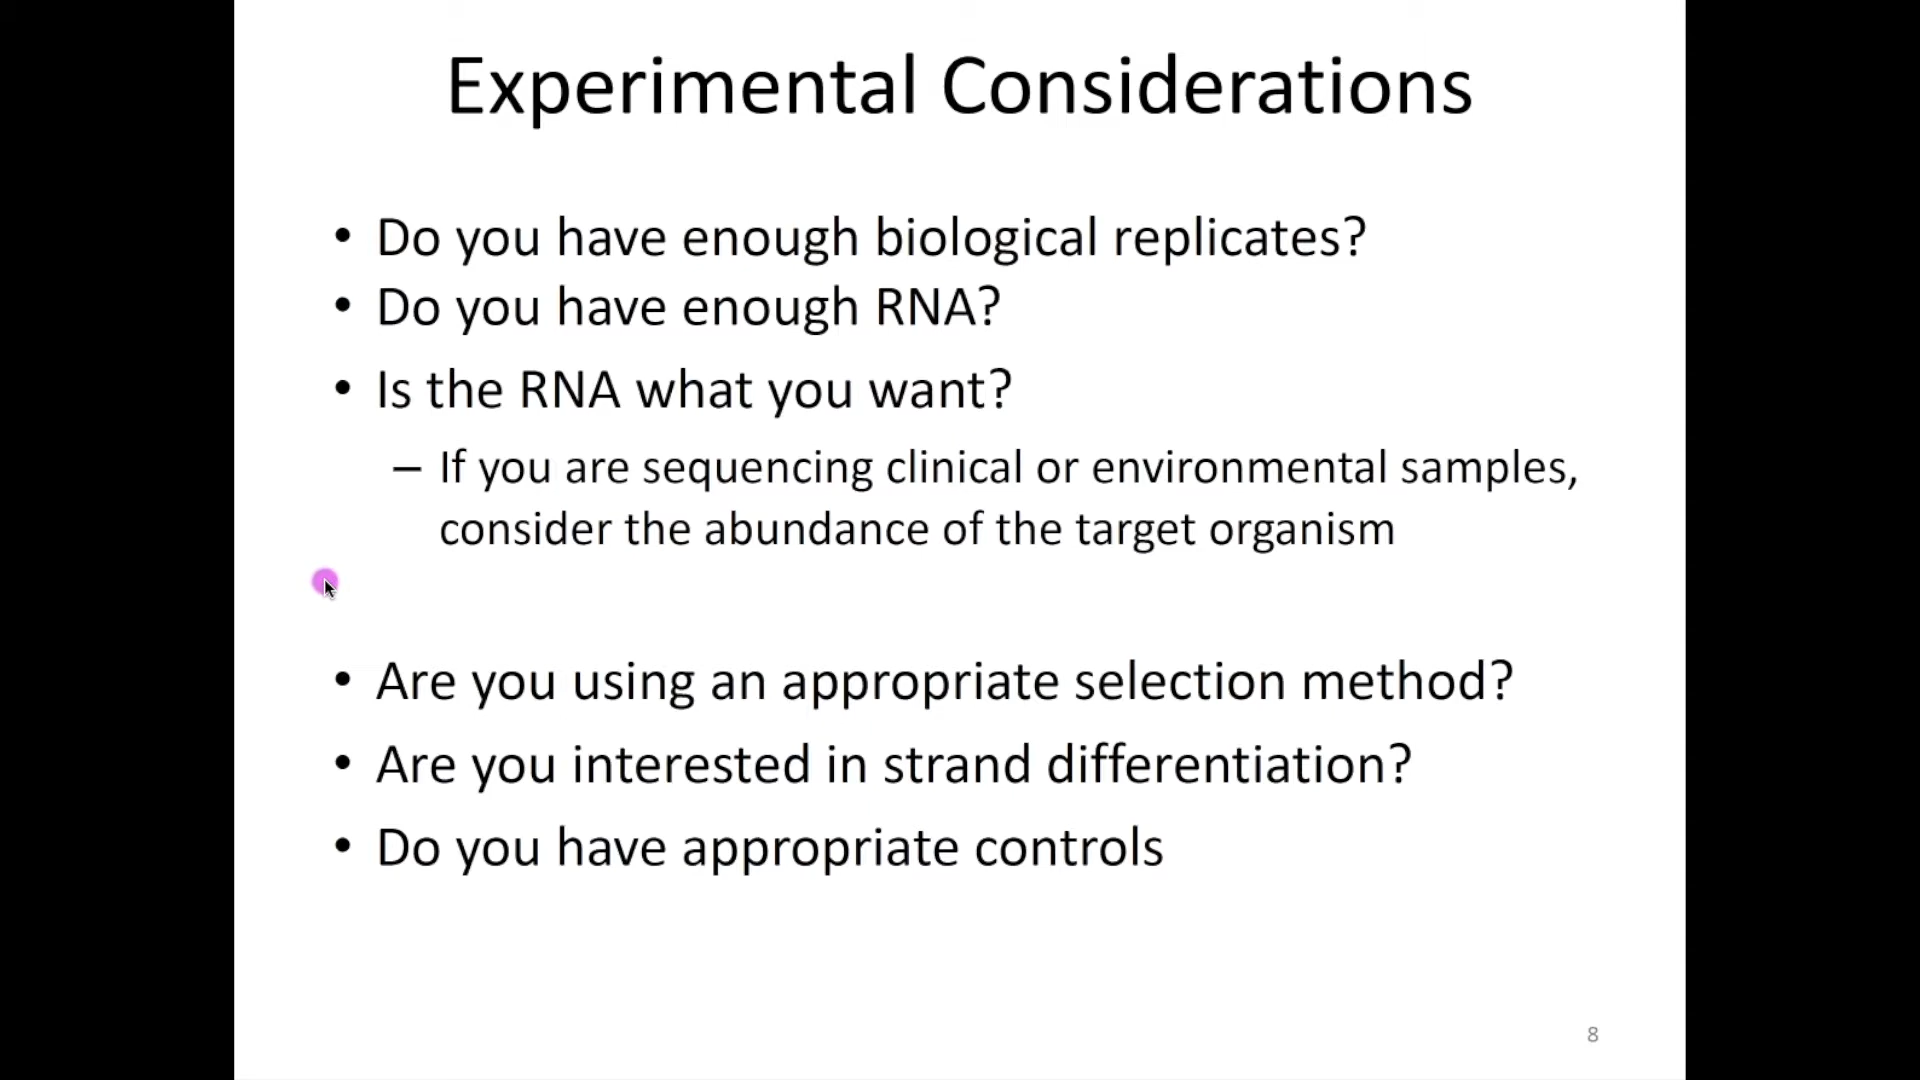 Experimental Considerations
• Do you have enough biological replicates?
• Do you have enough RNA?
• Is the RNA what you want?
– If you are sequencing clinical or environmental samples,
consider the abundance of the target organism
• Are you using an appropriate selection method?
• Are you interested in strand differentiation?
• Do you have appropriate controls
8